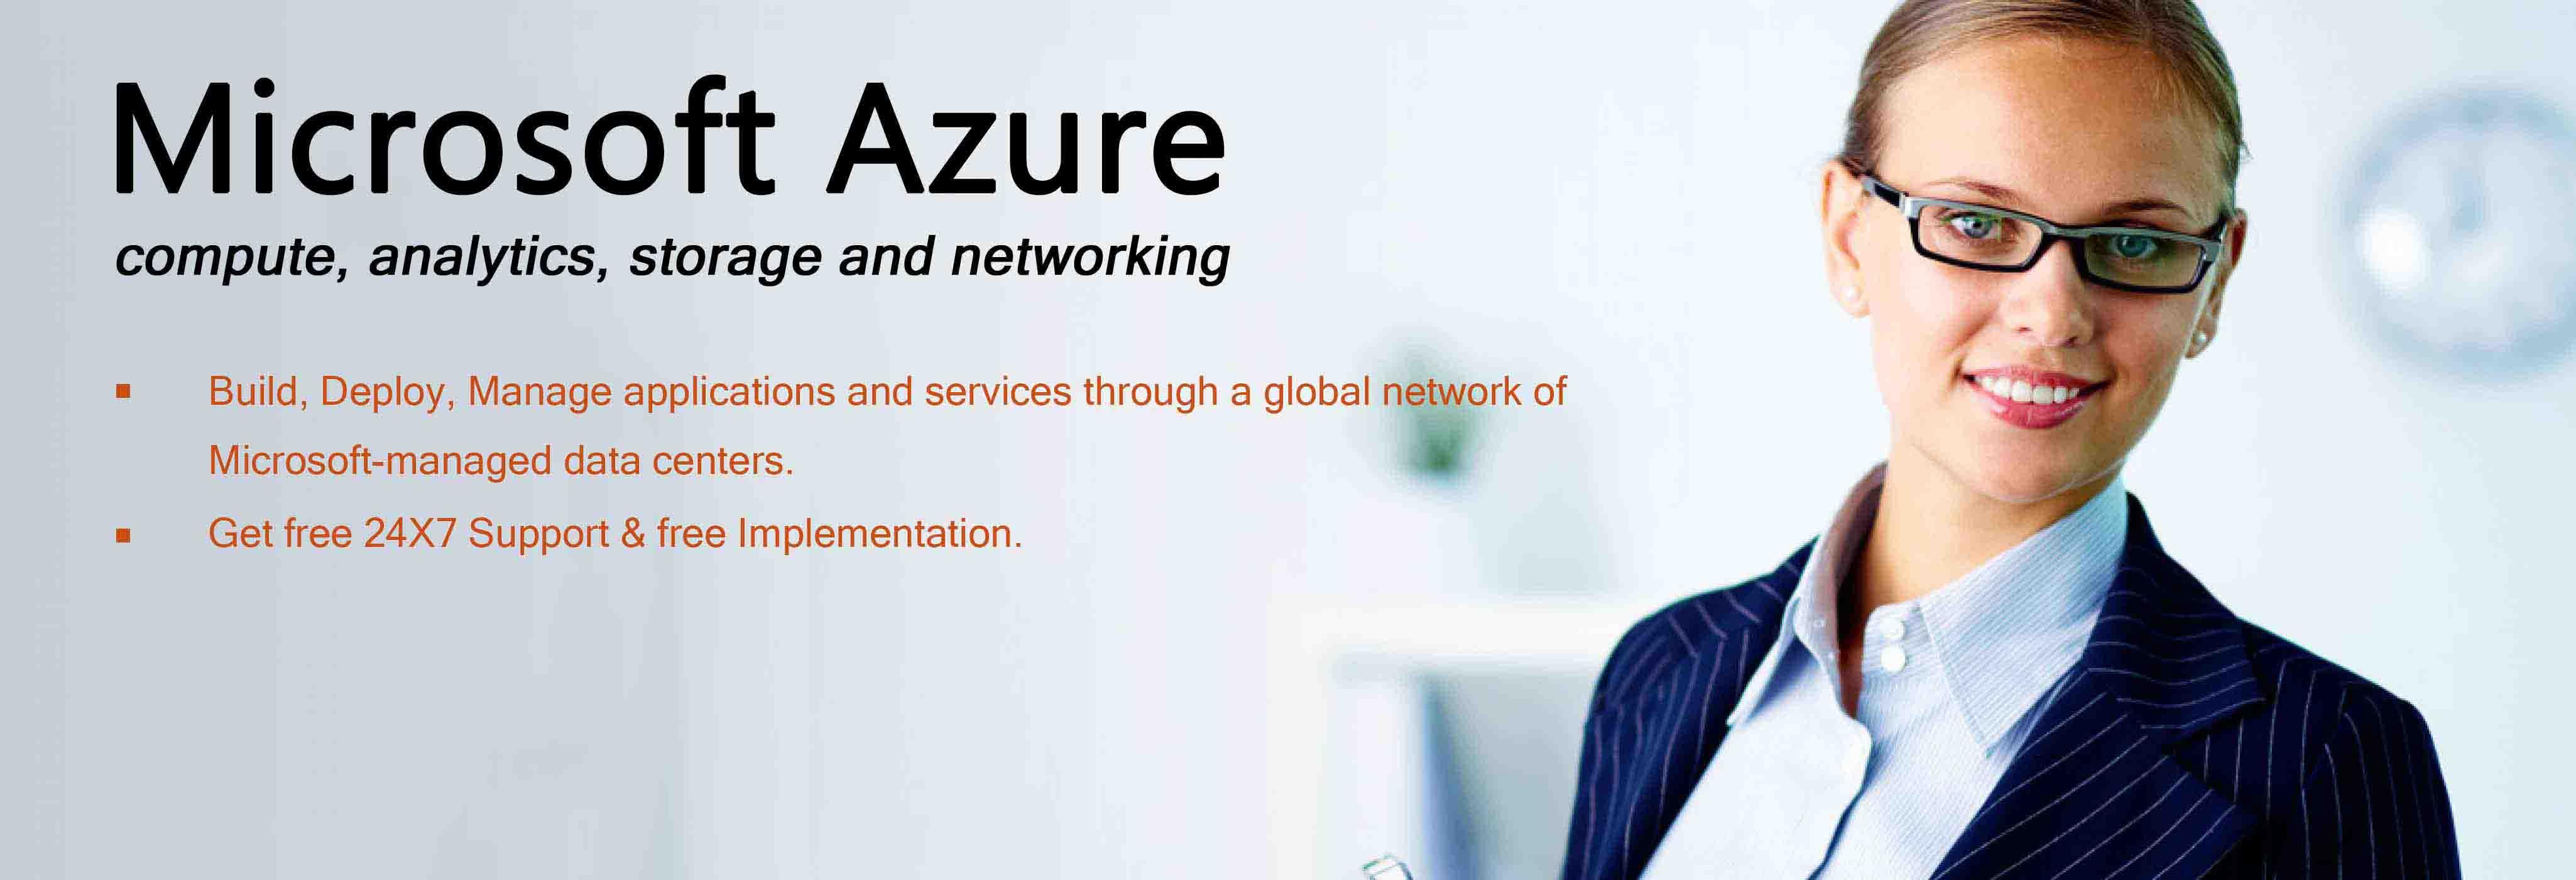 Microsoft Azure
compute, analytics, storage and networking
▪ Build, Deploy, Manage applications and services through a global network of
Microsoft-managed data centers.
▪ Get free 24X7 Support & free Implementation.